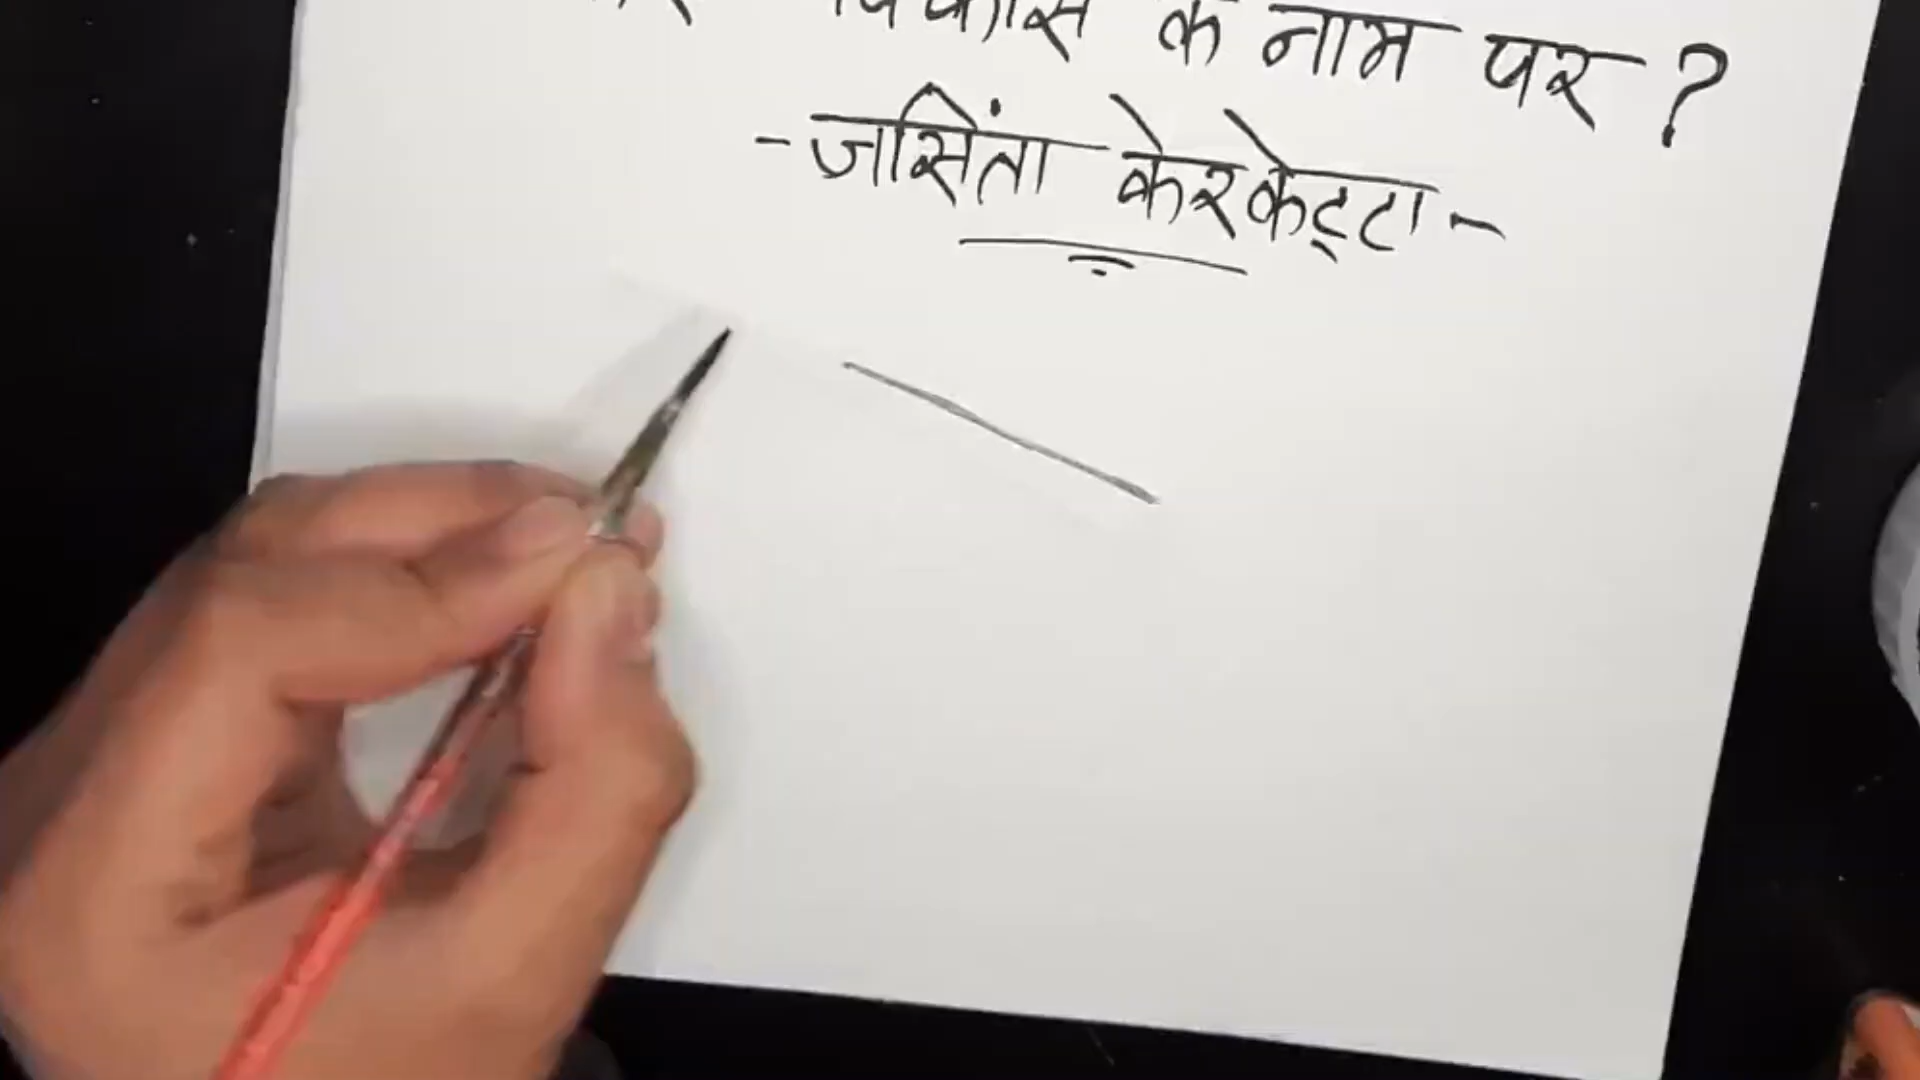 विकास के नाम पर ?
-जसिंता केरकेट्टा-